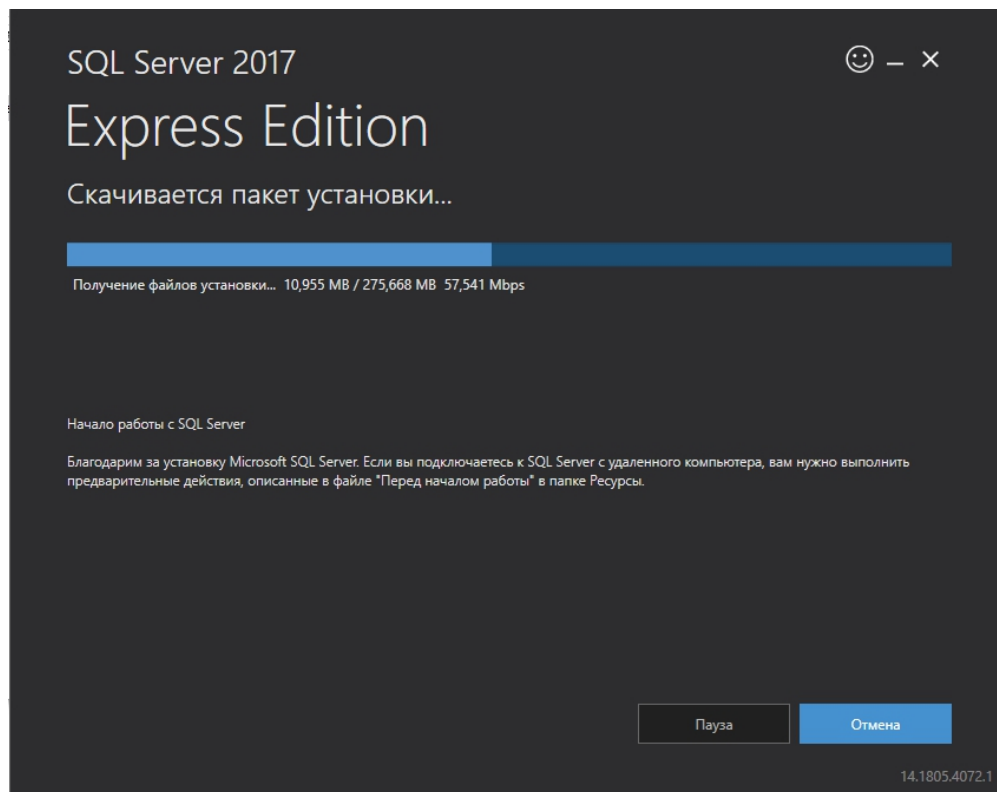 SQL Server 2017
Express Edition
Скачивается пакет установки...
Получение файлов установки... 10,955 MB / 275,668 MB 57,541 Mbps
Начало работы с SQL Server
Благодарим за установку Microsoft SQL Server. Если вы подключаетесь к SQL Server с удаленного компьютера, вам нужно выполнить
предварительные действия, описанные в файле "Перед началом работы" в папке Ресурсы.
Пауза
Отмена
14.1805.4072.1